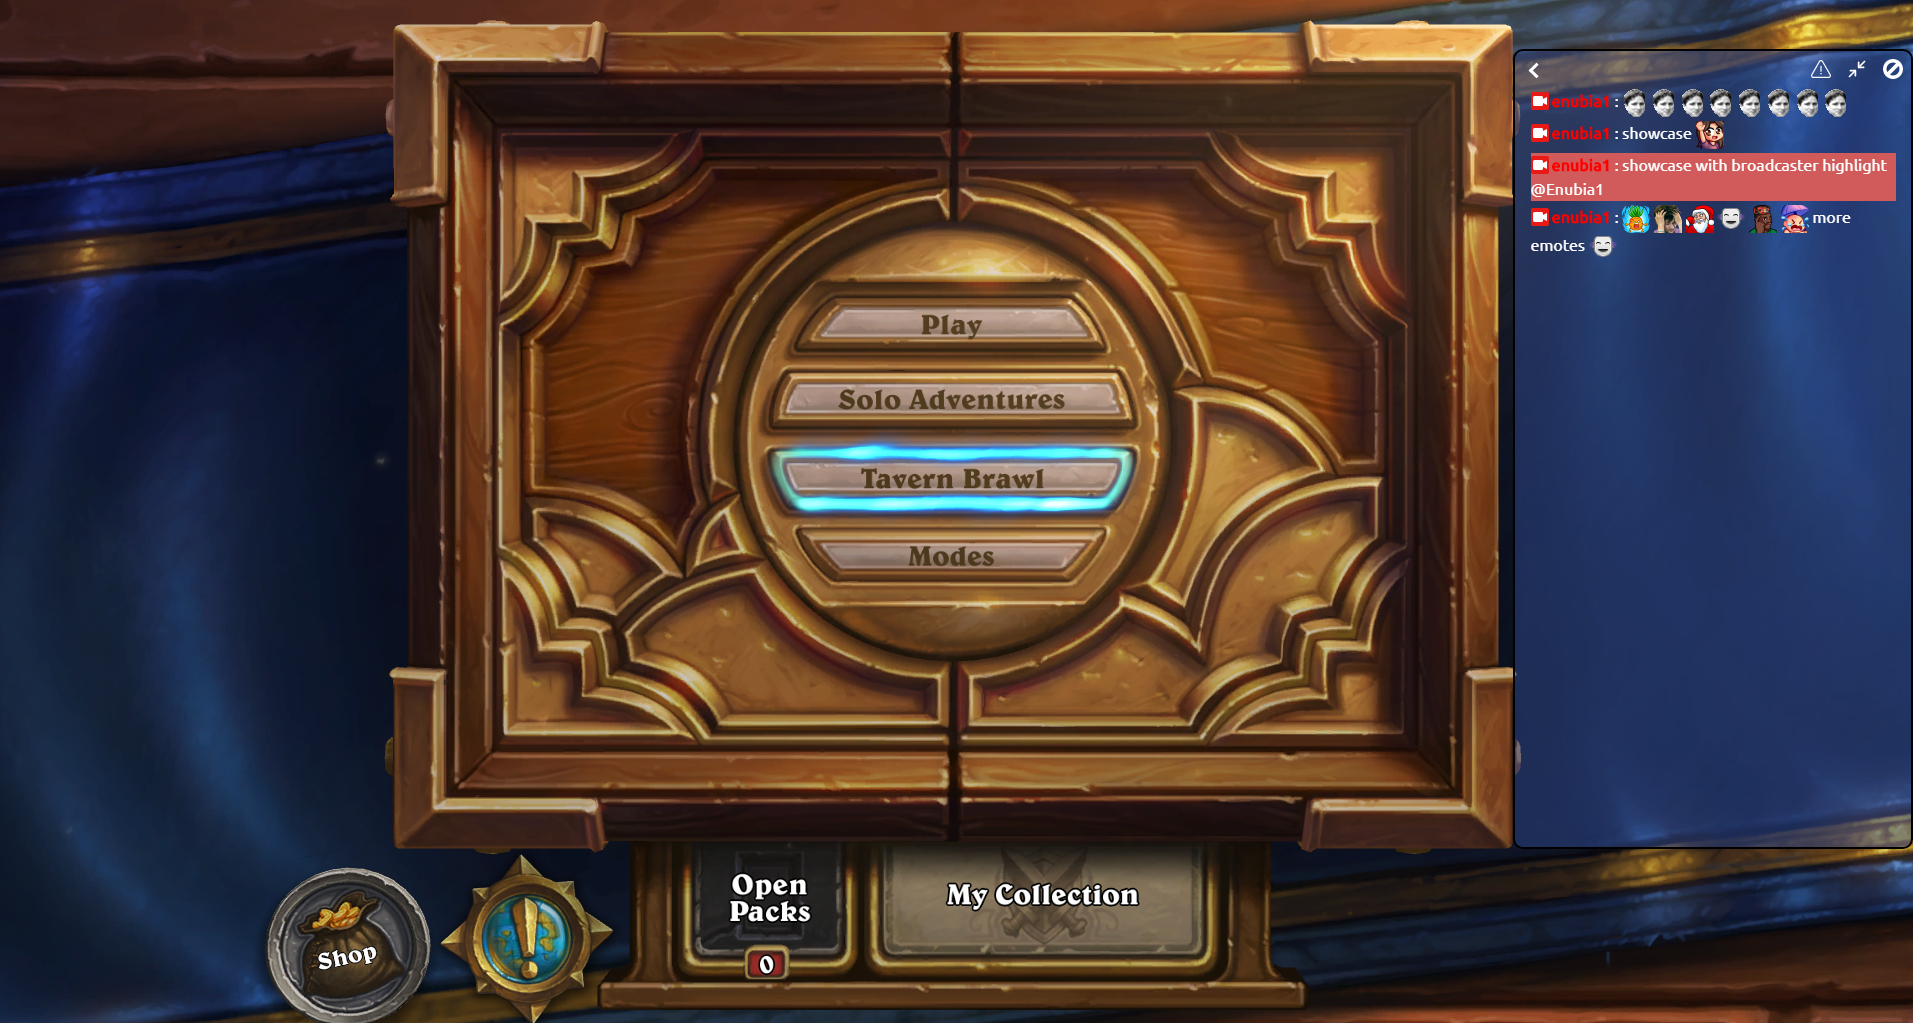 Play
Solo Adventures
Tavern Brawl
Modes
Open
Packs
0
My Collection
Shop
enubia1 :
enubia1 : showcase
enubia1 : showcase with broadcaster highlight
@Enubia1
enubia1 : more
emotes